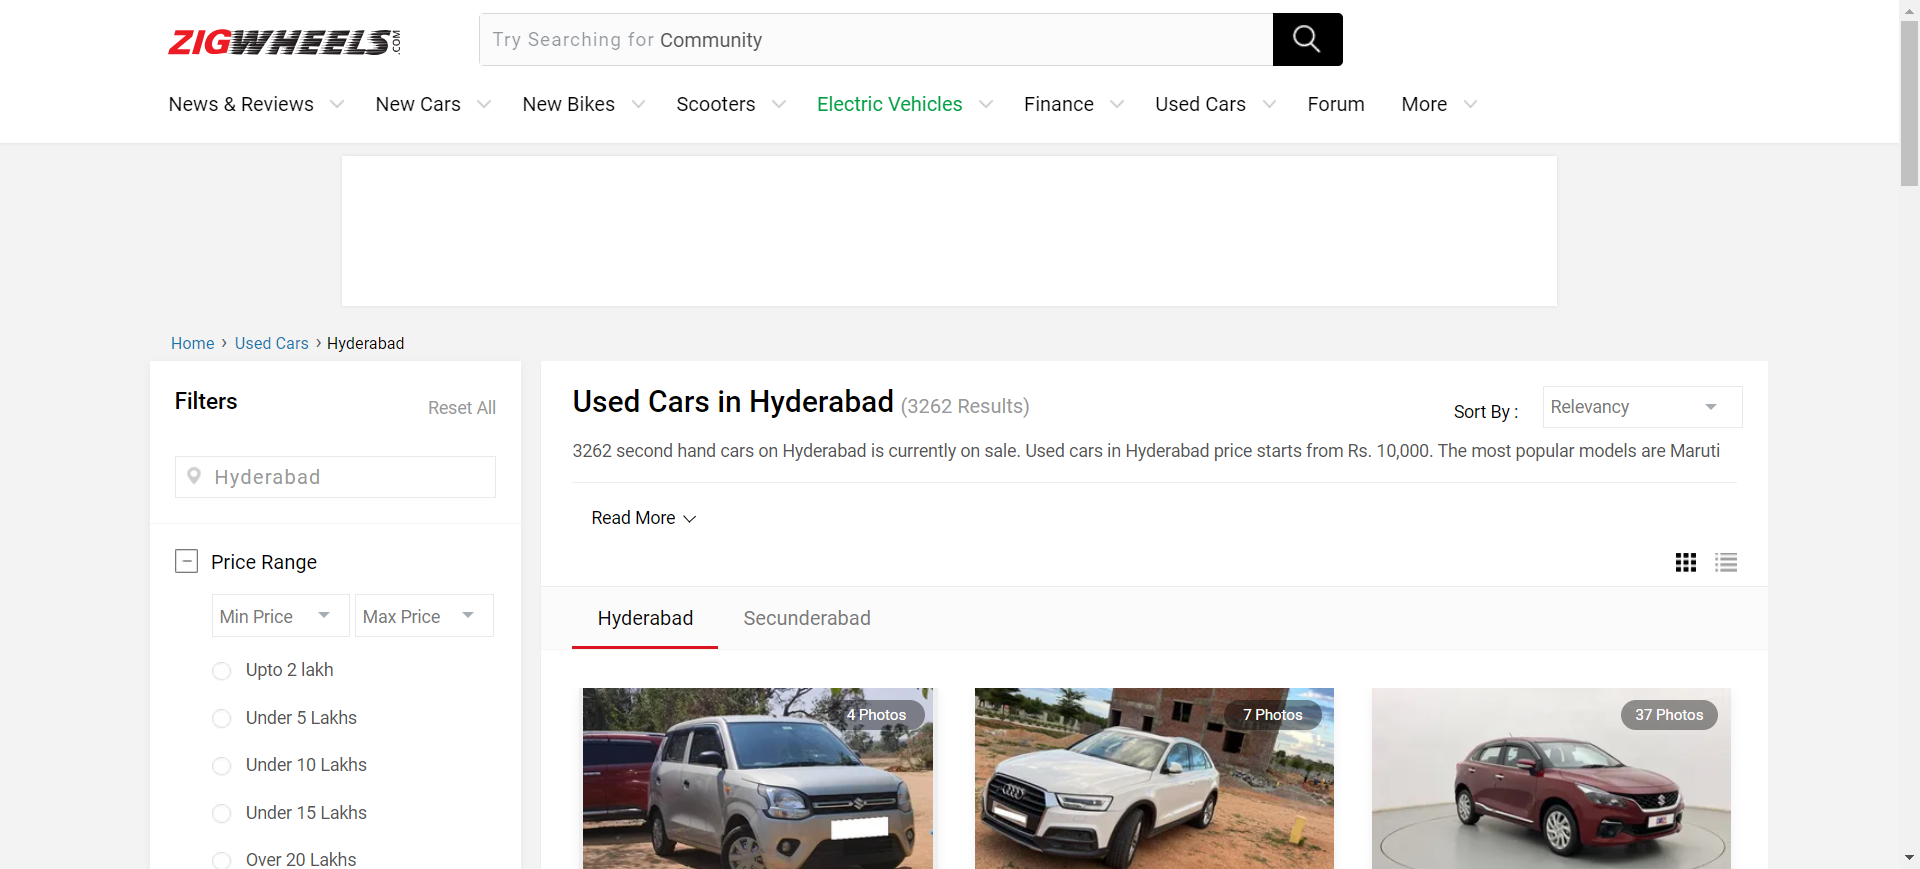 ZIGWHEELS.COM
Try Searching for Community
News & Reviews New Cars New Bikes Scooters Electric Vehicles Finance Used Cars Forum More
Home › Used Cars › Hyderabad
Filters
Reset All
Hyderabad
Price Range
Min Price Max Price
Upto 2 lakh
Under 5 Lakhs
Under 10 Lakhs
Under 15 Lakhs
Over 20 Lakhs
Used Cars in Hyderabad (3262 Results)
Sort By : Relevancy
3262 second hand cars on Hyderabad is currently on sale. Used cars in Hyderabad price starts from Rs. 10,000. The most popular models are Maruti
Read More
Hyderabad Secunderabad
4 Photos
7 Photos
37 Photos